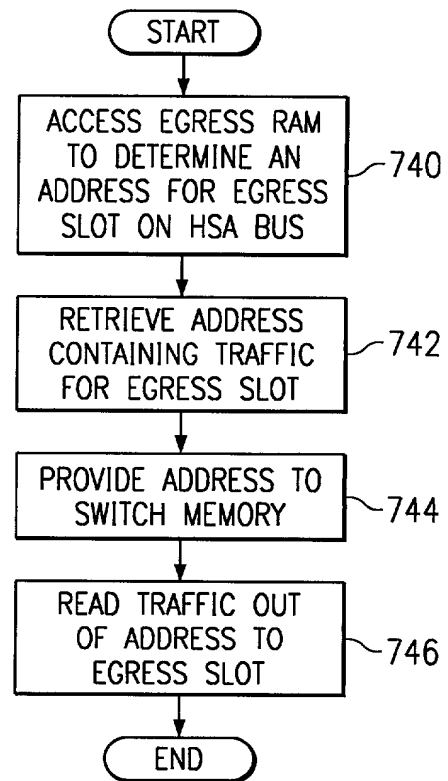 START
ACCESS EGRESS RAM
TO DETERMINE AN
ADDRESS FOR EGRESS
SLOT ON HSA BUS
740
RETRIEVE ADDRESS
CONTAINING TRAFFIC
FOR EGRESS SLOT
742
PROVIDE ADDRESS TO
SWITCH MEMORY
744
READ TRAFFIC OUT
OF ADDRESS TO
EGRESS SLOT
746
END